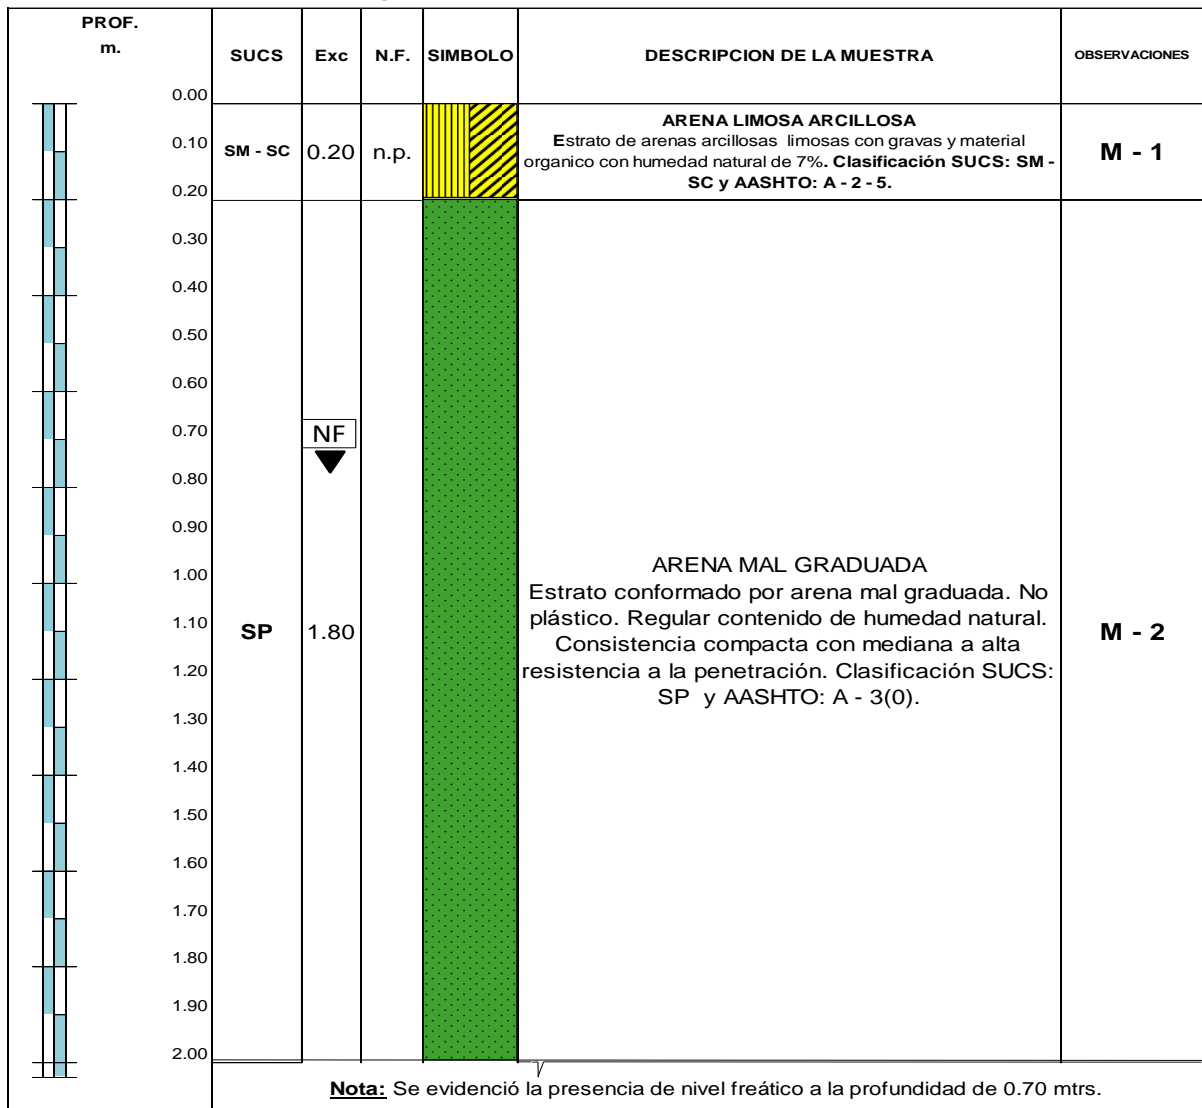 PROF.
m.
SUCS Exc N.F. SIMBOLO DESCRIPCION DE LA MUESTRA OBSERVACIONES
0.00
ARENA LIMOSA ARCILLOSA
0.10
Estrato de arenas arcillosas limosas con gravas y material
SM - SC 0.20 n.p. M - 1
organico con humedad natural de 7%. Clasificación SUCS: SM -
SC y AASHTO: A - 2 - 5.
0.20
0.30
0.40
0.50
0.60
0.70 NF
0.80
0.90
ARENA MAL GRADUADA
1.00
Estrato conformado por arena mal graduada. No
1.10
plástico. Regular contenido de humedad natural.
SP 1.80 M - 2
Consistencia compacta con mediana a alta
1.20
resistencia a la penetración. Clasificación SUCS:
SP y AASHTO: A - 3(0).
1.30
1.40
1.50
1.60
1.70
1.80
1.90
2.00
Nota: Se evidenció la presencia de nivel freático a la profundidad de 0.70 mtrs.